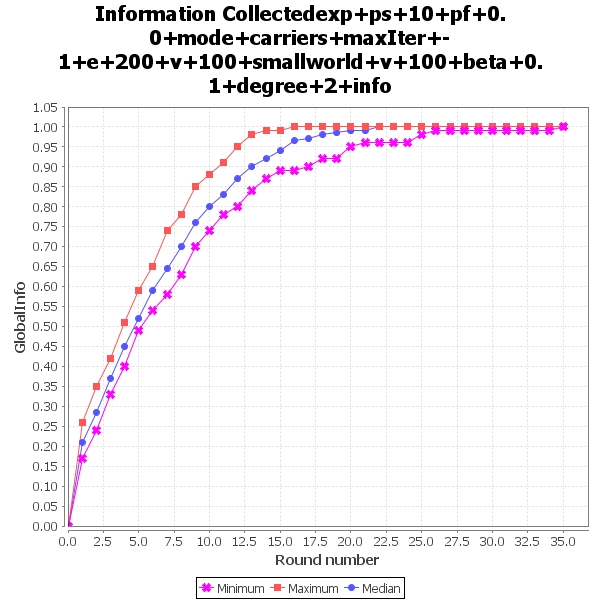 Information Collectedexp+ps+10+pf+0.
0+mode+carriers+maxIter+-
1+e+200+v+100+smallworld+v+100+beta+0.
1+degree+2+info
1.05
1.00
0.95
0.90
0.85
0.80
0.75
0.70
0.65
0.60
0.55
0.50
0.45
0.40
0.35
0.30
0.25
0.20
0.15
0.10
0.05
0.00
GlobalInfo
0.0 2.5 5.0 7.5 10.0 12.5 15.0 17.5 20.0 22.5 25.0 27.5 30.0 32.5 35.0
Round number
Minimum Maximum Median